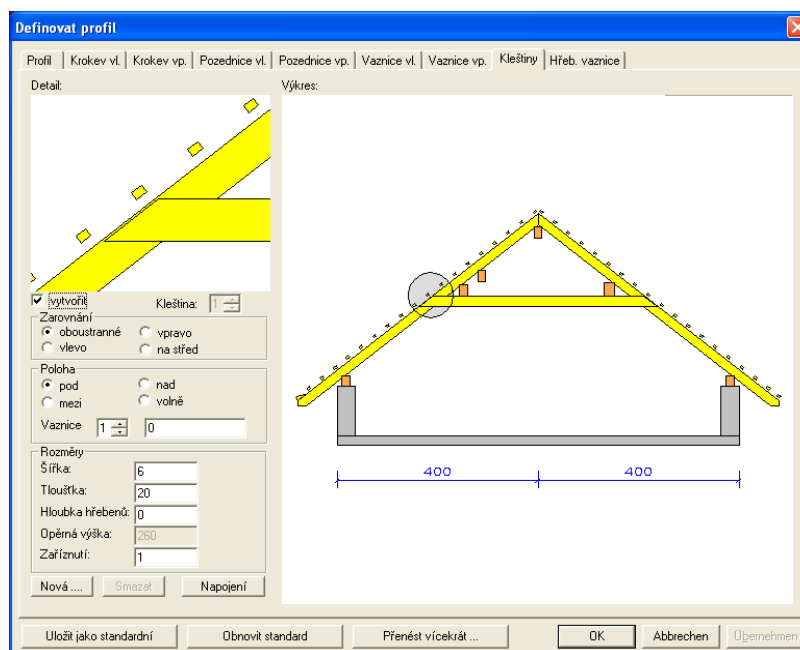 Definovat profil
Profil Krokev vl. Krokev vp. Pozednice vl. Pozednice vp. Vaznice vl. Vaznice vp. Kleštiny Hřeb. vaznice
Detail: Výkres:
vytvořit Kleština: 1
Zarovnání
oboustranné vpravo
vlevo na střed
Poloha
pod nad
mezi volně
Vaznice 1 0
Rozměry
Šířka: 6
Tloušťka: 20
Hloubka hřebenů: 0
Opěrná výška: 260
Zaříznutí: 1
Nová .... Smazat Napojení
400 400
Uložit jako standardní Obnovit standard Přenést vícekrát ... OK Abbrechen Übernehmen